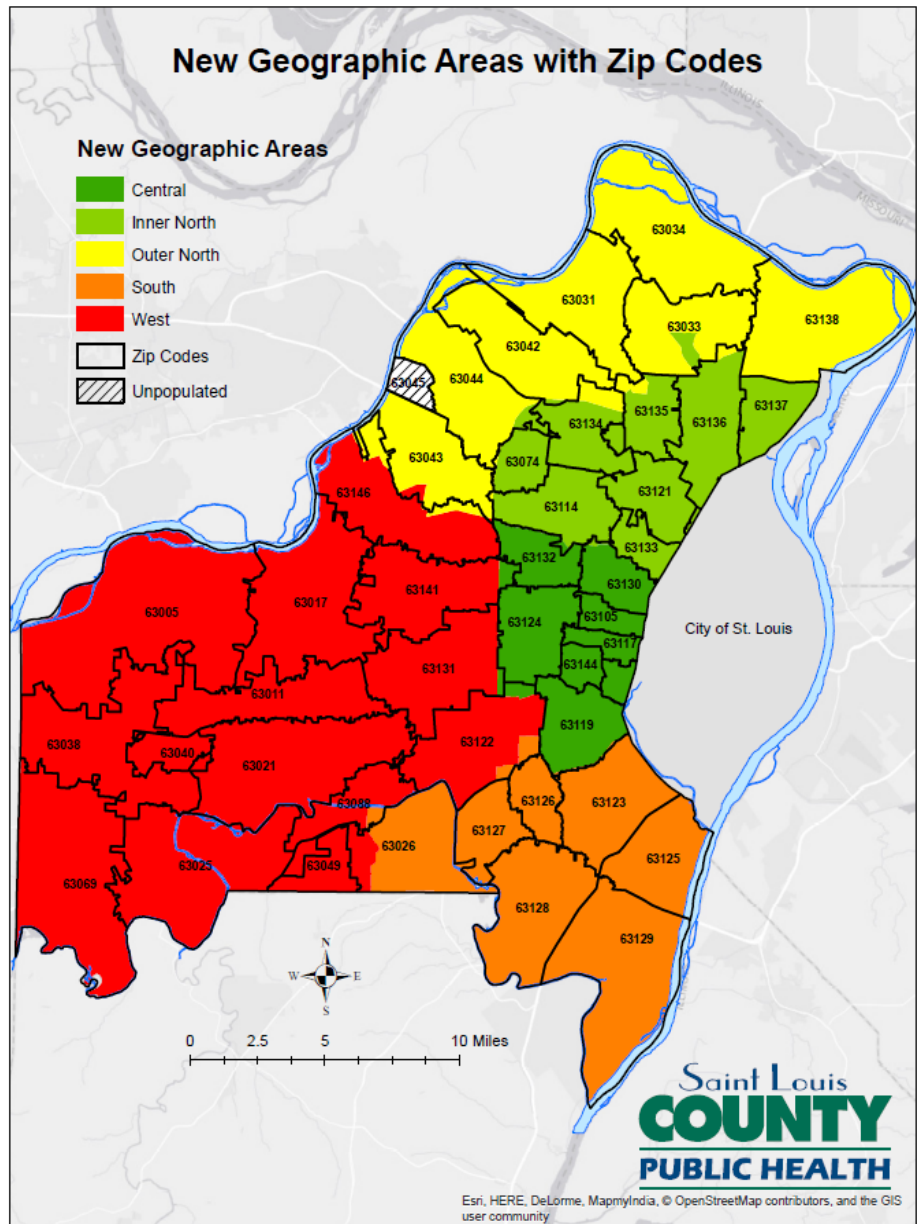 New Geographic Areas with Zip Codes
ILLINOIS
MISSOURI
New Geographic Areas
Central
Inner North
Outer North
South
West
Zip Codes
Unpopulated
63034
63031
63033
63138
63042
63045
63044
63135
63137
63134
63136
63043
63074
63146
63121
63114
63133
63132
63130
63141
63017
63005
63105
63124
City of St. Louis
63117
63144
63131
63011
63119
63122
63038
63040
63021
63088
63126
63123
63127
63026
63125
63025
63049
63069
63128
63129
N
W E
S
0 2.5 5 10 Miles
Saint Louis
COUNTY
PUBLIC HEALTH
Esri, HERE, DeLorme, MapmyIndia, © OpenStreetMap contributors, and the GIS
user community